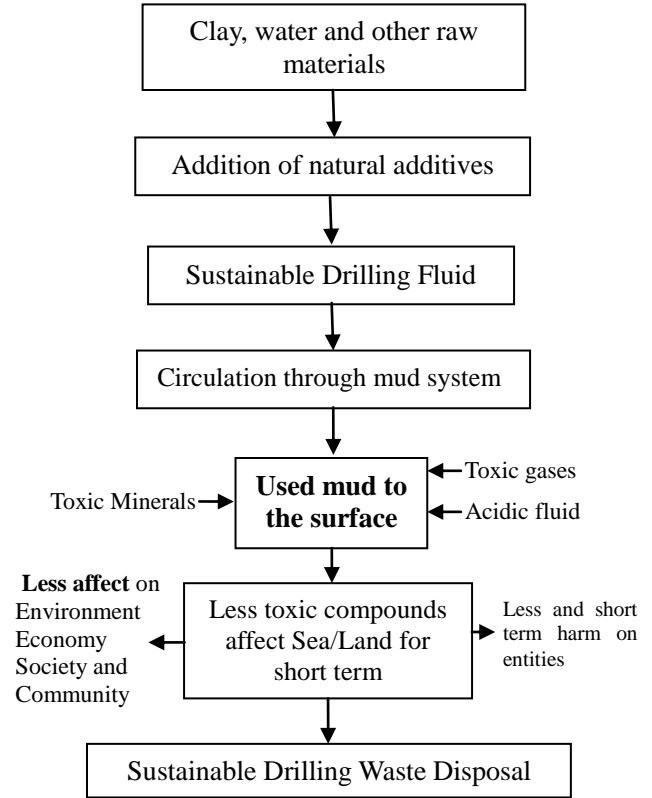 Clay, water and other raw
materials
Addition of natural additives
Sustainable Drilling Fluid
Circulation through mud system
Toxic Minerals
Used mud to
the surface
Toxic gases
Acidic fluid
Less affect on
Environment
Economy
Society and
Community
Less toxic compounds
affect Sea/Land for
short term
Less and short
term harm on
entities
Sustainable Drilling Waste Disposal